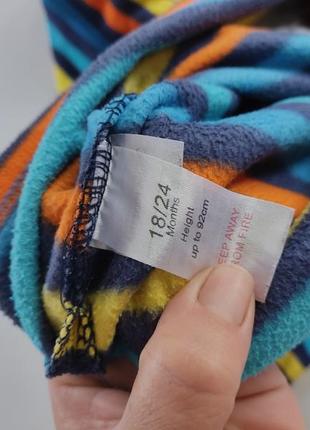 18/24
Months
Height
up to 92cm
KEEP AWAY
FROM FIRE